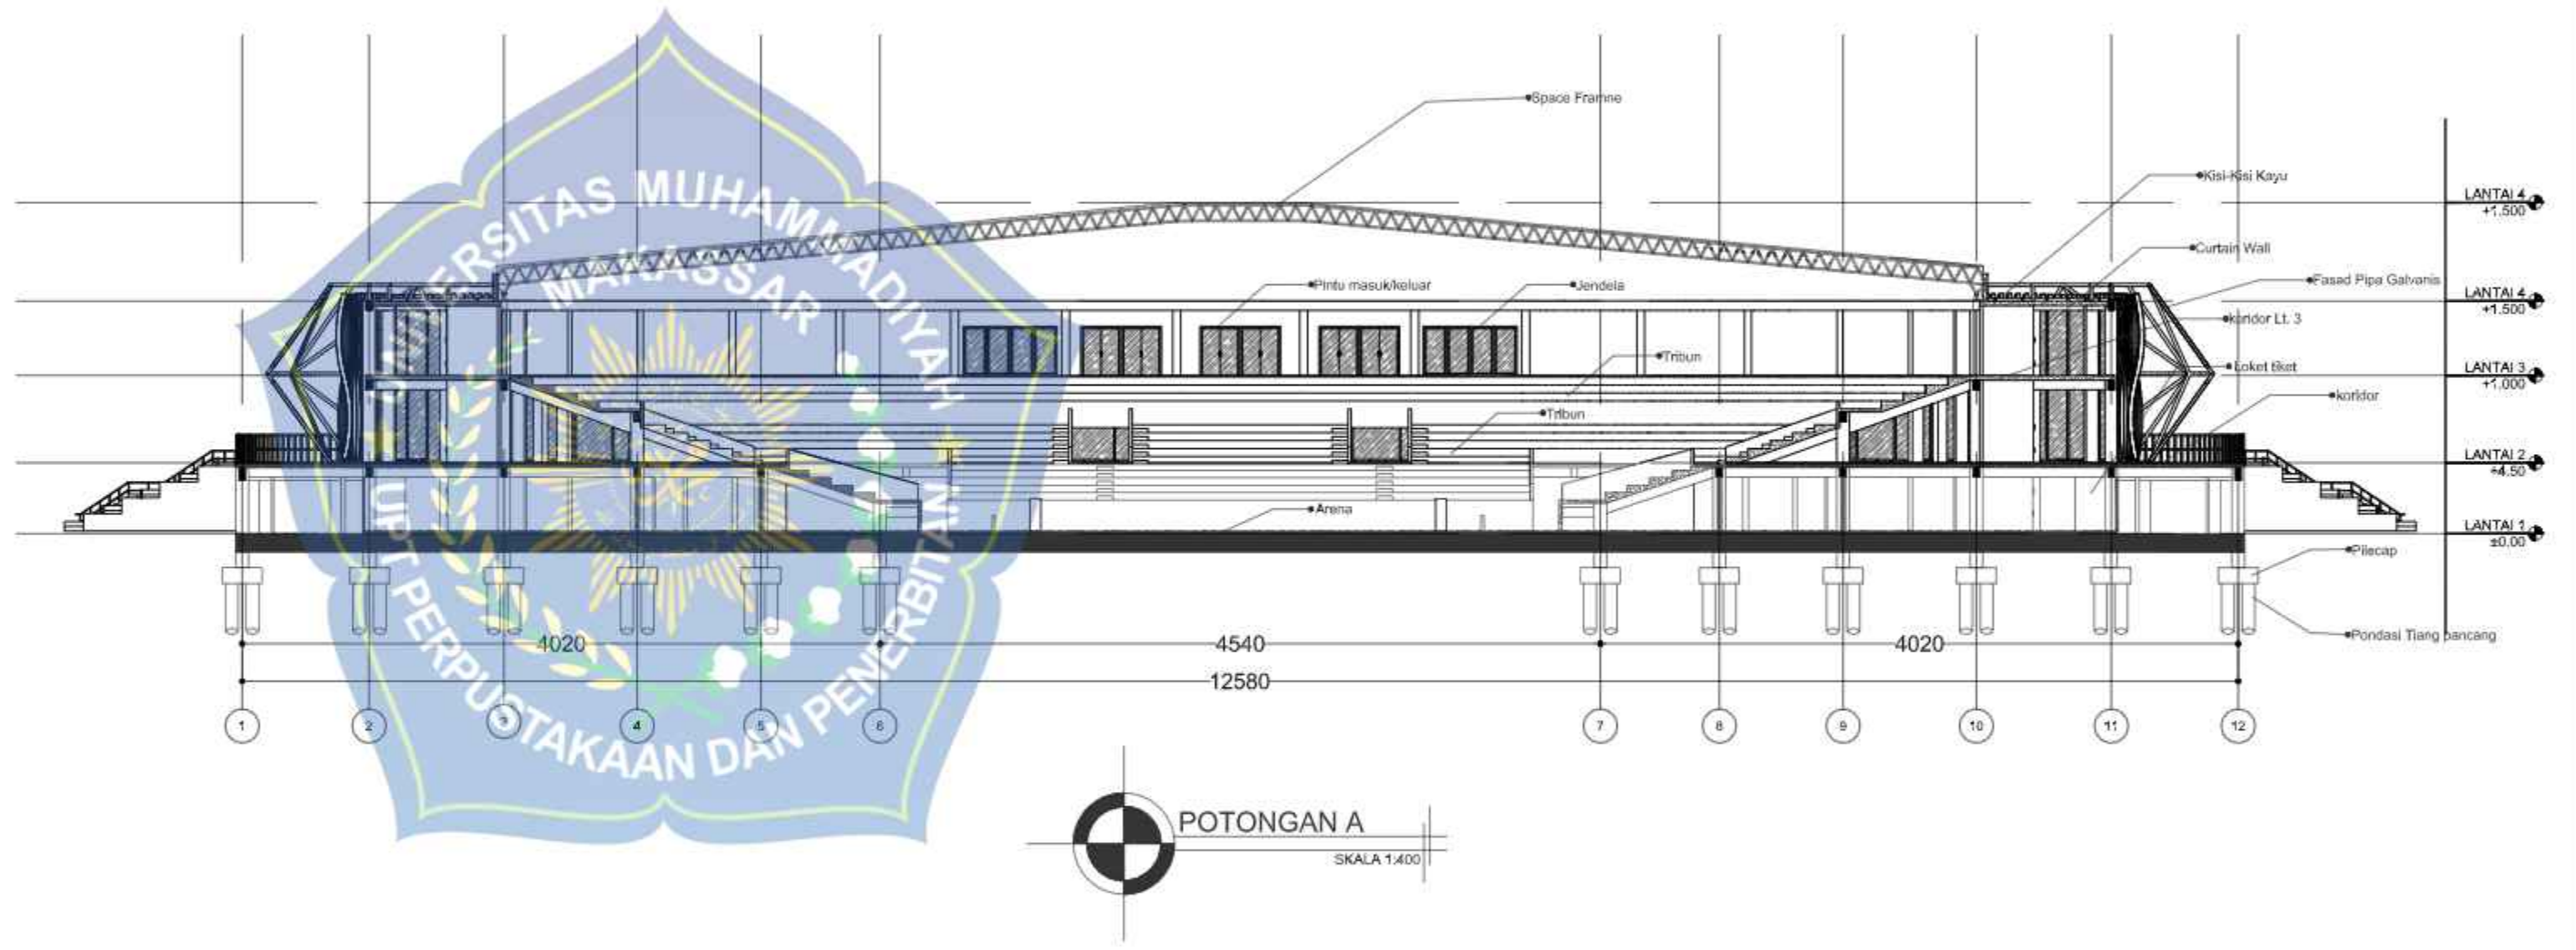 Space Framne
Kisi-Kisi Kayu
LANTAI 4
+1.500
Curtain Wall
Pintu masuk/keluar
Jendela
Fasad Pipa Galvanis
LANTAI 4
+1.500
koridor Lt. 3
Tribun
Loket tiket
LANTAI 3
+1.000
koridor
Tribun
LANTAI 2
+4.50
Arena
LANTAI 1
±0.00
Pilecap
Pondasi Tiang pancang
4020
4540
4020
12580
1 2 3 4 5 6 7 8 9 10 11 12
POTONGAN A
SKALA 1:400
UNIVERSITAS MUHAMMADIYAH
MAKASSAR
UPT PERPUSTAKAAN DAN PENERBITAN